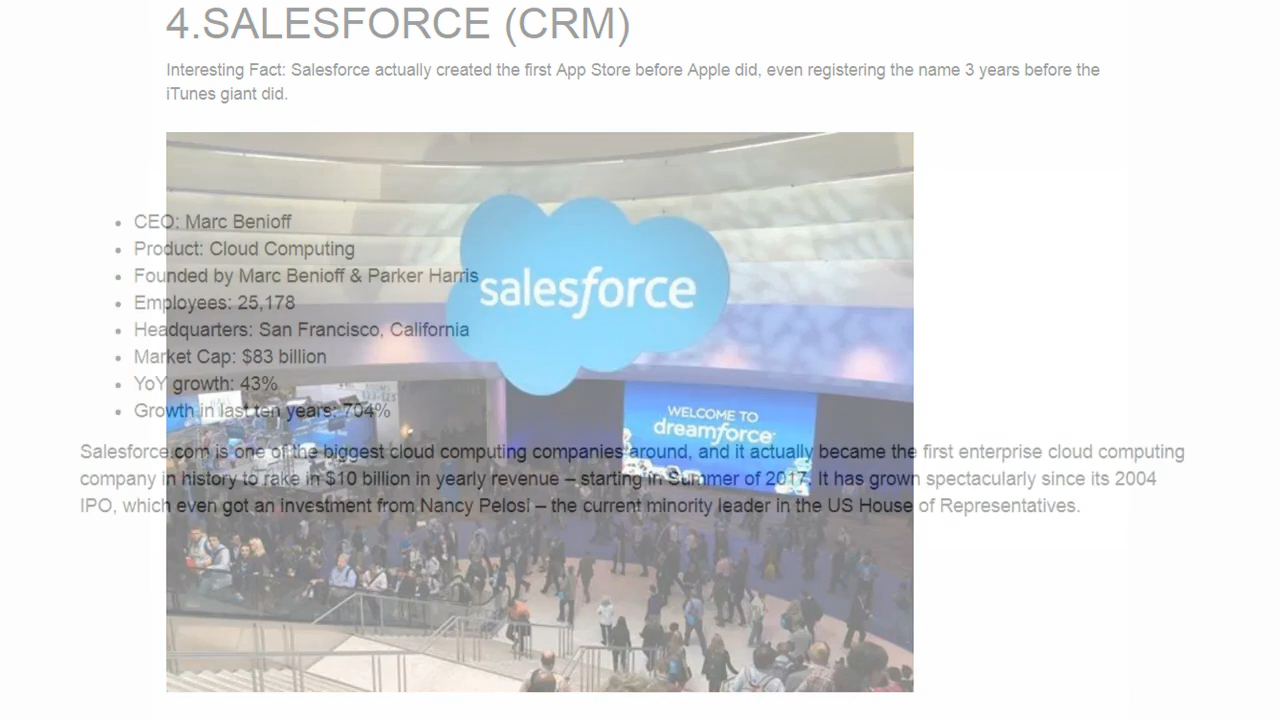 4.SALESFORCE (CRM)
Interesting Fact: Salesforce actually created the first App Store before Apple did, even registering the name 3 years before the
iTunes giant did.
salesforce
CEO: Marc Benioff
Product: Cloud Computing
Founded by Marc Benioff & Parker Harris
Employees: 25,178
Headquarters: San Francisco, California
Market Cap: $83 billion
YoY growth: 43%
Growth in last ten years: 704%
WELCOME TO
dreamforce
Salesforce.com is one of the biggest cloud computing companies around, and it actually became the first enterprise cloud computing
company in history to rake in $10 billion in yearly revenue – starting in Summer of 2017. It has grown spectacularly since its 2004
IPO, which even got an investment from Nancy Pelosi – the current minority leader in the US House of Representatives.